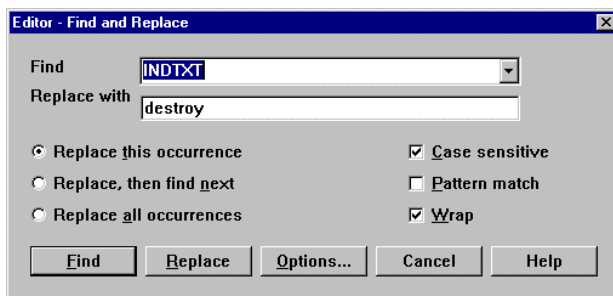 Editor - Find and Replace
Find INDTXT
Replace with destroy
Replace this occurrence Case sensitive
Replace, then find next Pattern match
Replace all occurrences Wrap
Find Replace Options... Cancel Help